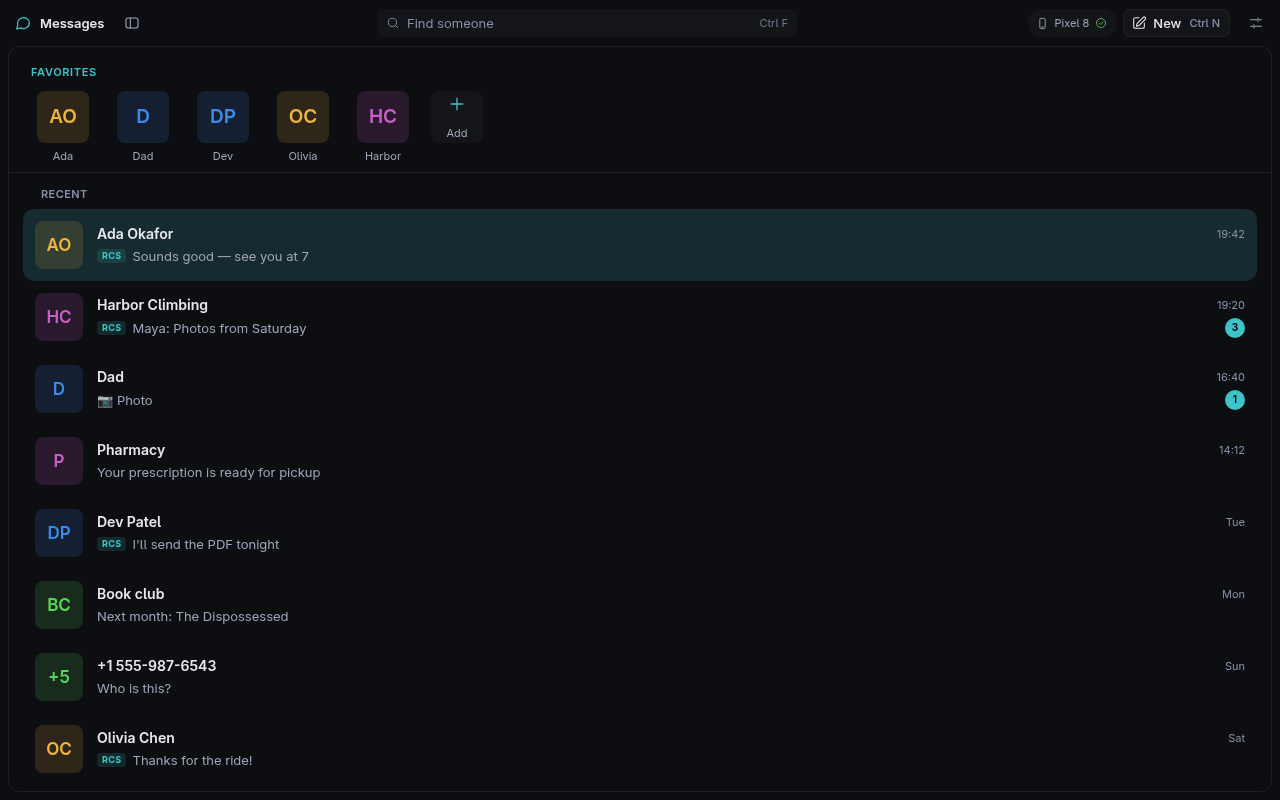 Messages
Find someone
Ctrl F
Pixel 8
New Ctrl N
FAVORITES
AO
D
DP
OC
HC
Add
Ada
Dad
Dev
Olivia
Harbor
RECENT
AO
Ada Okafor
19:42
RCS Sounds good — see you at 7
HC
Harbor Climbing
19:20
RCS Maya: Photos from Saturday
3
D
Dad
16:40
📷 Photo
1
P
Pharmacy
14:12
Your prescription is ready for pickup
DP
Dev Patel
Tue
RCS I'll send the PDF tonight
BC
Book club
Mon
Next month: The Dispossessed
+5
+1 555-987-6543
Sun
Who is this?
OC
Olivia Chen
Sat
RCS Thanks for the ride!